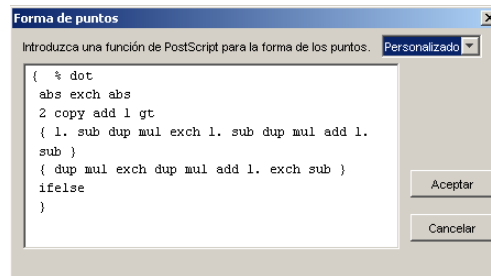 Forma de puntos
Introduzca una función de PostScript para la forma de los puntos. Personalizado
{ % dot
abs exch abs
2 copy add 1 gt
{ 1. sub dup mul exch 1. sub dup mul add 1.
sub }
{ dup mul exch dup mul add 1. exch sub }
ifelse
}
Aceptar
Cancelar